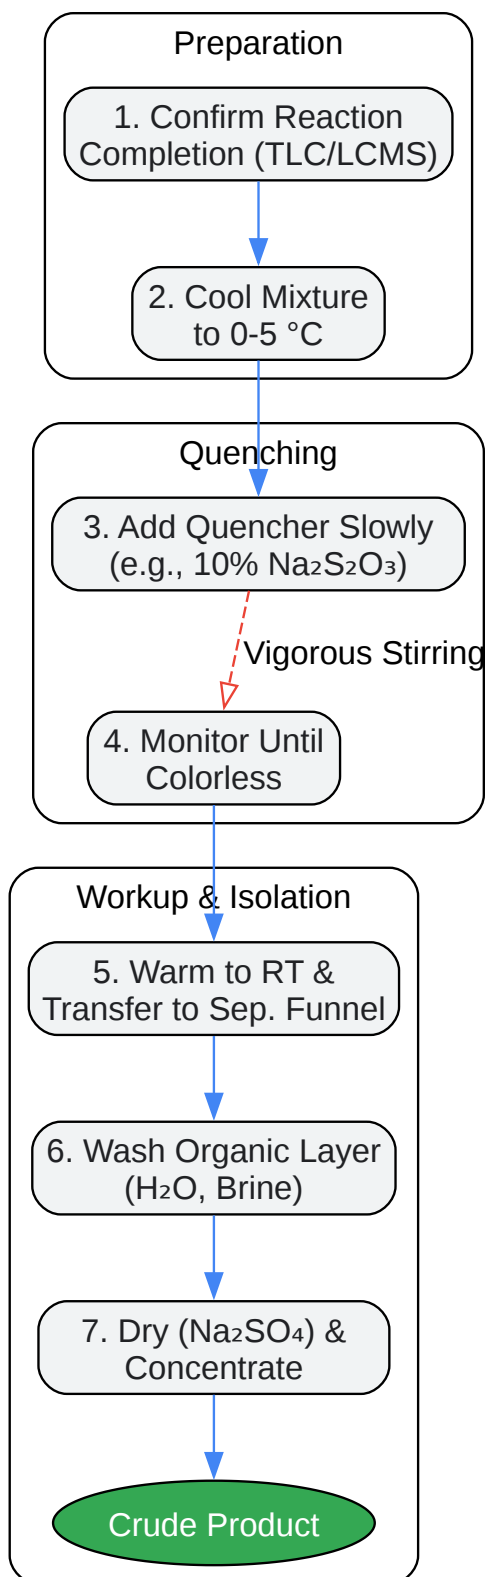 Preparation
1. Confirm Reaction
Completion (TLC/LCMS)
2. Cool Mixture
to 0-5 °C
Quenching
3. Add Quencher Slowly
(e.g., 10% Na₂S₂O₃)
Vigorous Stirring
4. Monitor Until
Colorless
Workup & Isolation
5. Warm to RT &
Transfer to Sep. Funnel
6. Wash Organic Layer
(H₂O, Brine)
7. Dry (Na₂SO₄) &
Concentrate
Crude Product